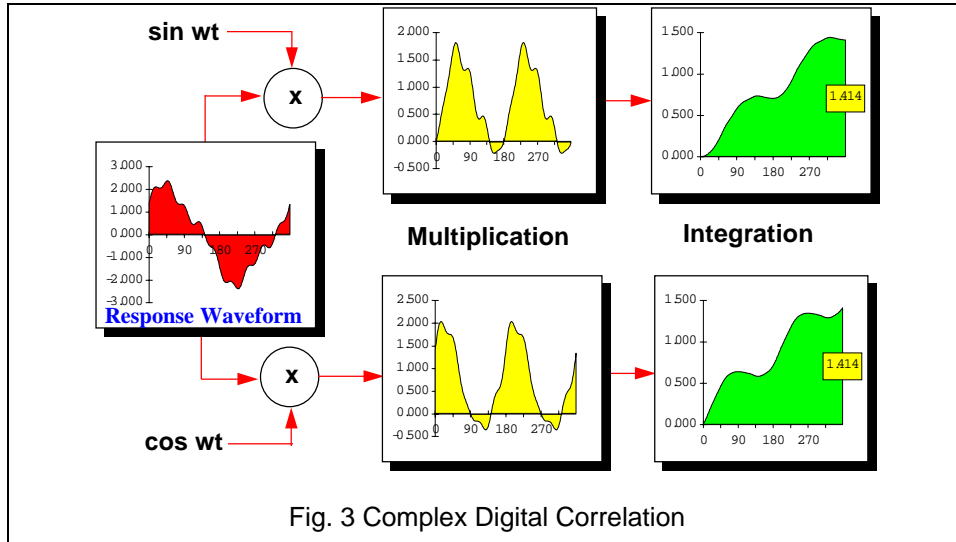 sin wt
x
2.000
1.500
1.000
0.500
0.000
-0.500
0 90 180 270
1.500
1.000
0.500
0.000
0 90 180 270
1.414
3.000
2.000
1.000
0.000
-1.000
-2.000
-3.000
0 90 180 270
Response Waveform
Multiplication
Integration
x
cos wt
2.500
2.000
1.500
1.000
0.500
0.000
-0.500
0 90 180 270
1.500
1.000
0.500
0.000
0 90 180 270
1.414
Fig. 3 Complex Digital Correlation